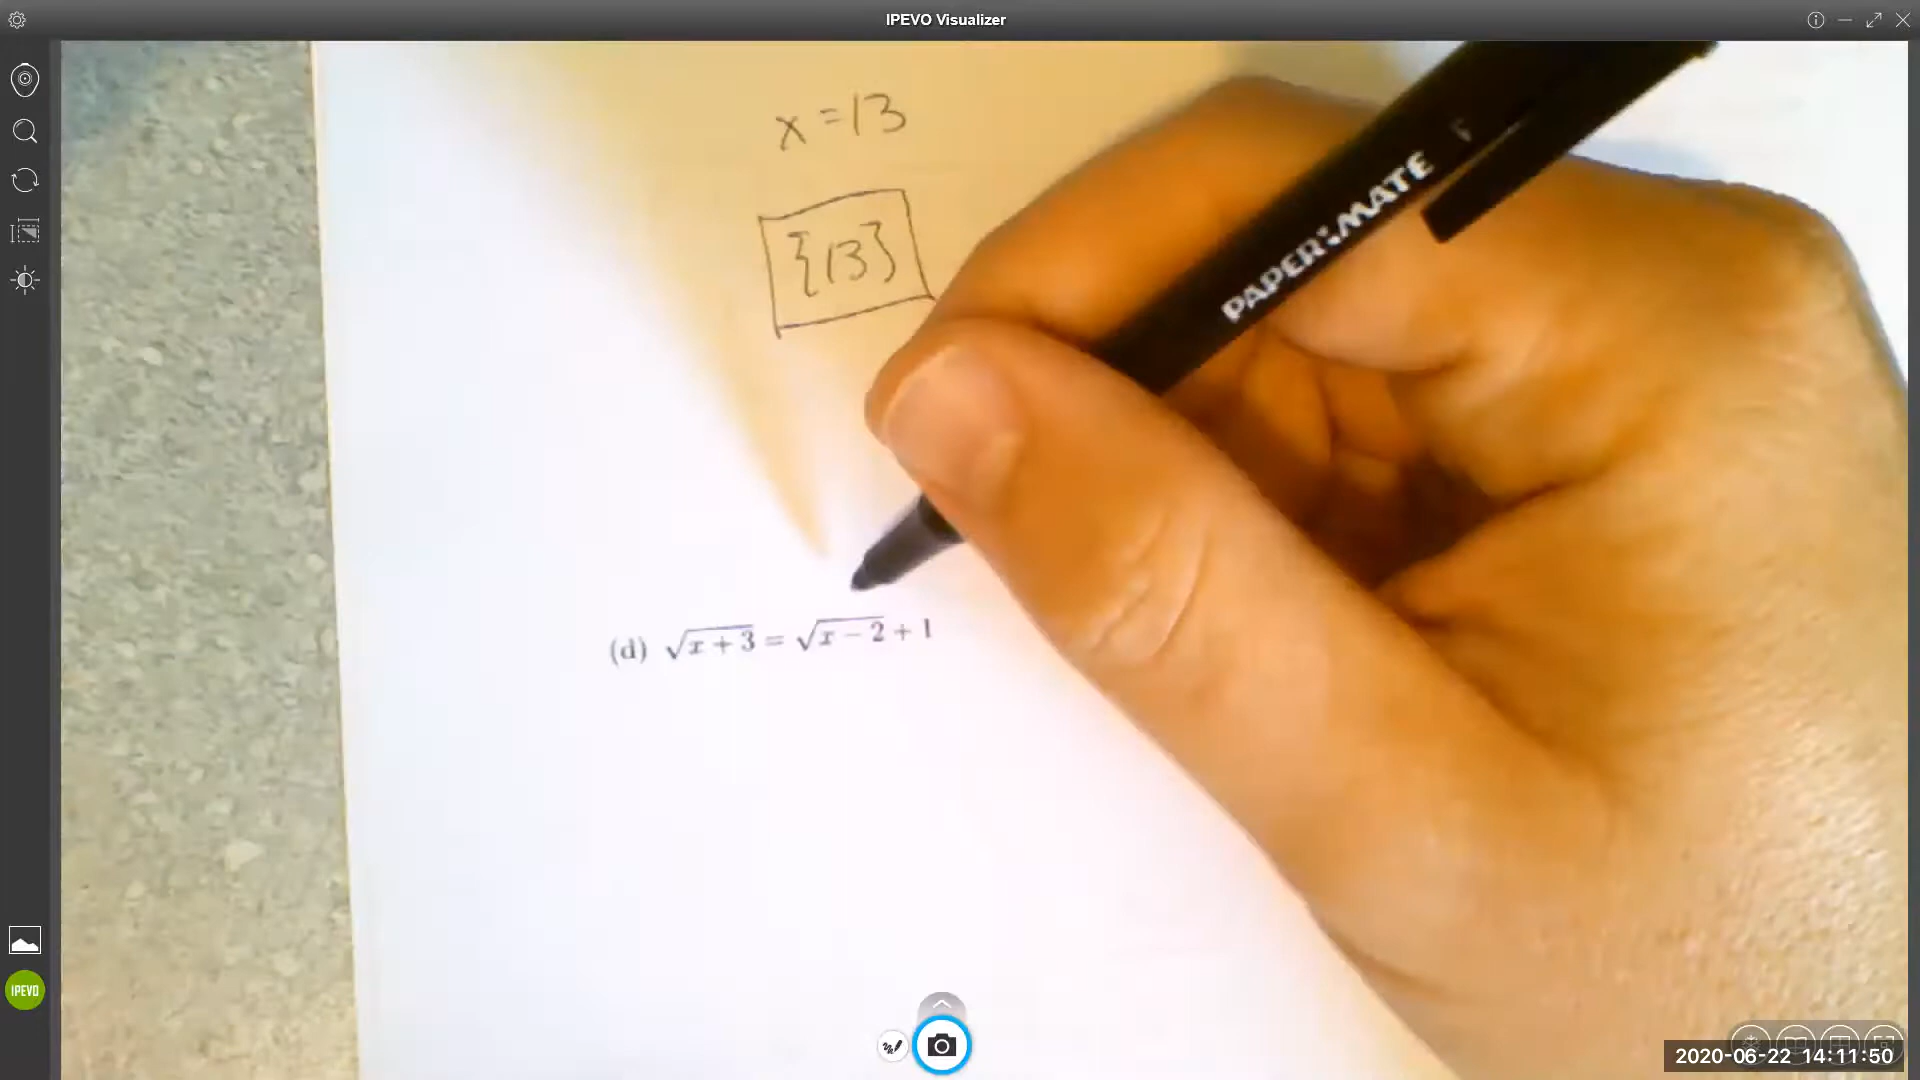 IPEVO Visualizer
x = 13
{13}
PAPER:MATE
(d) √x + 3 = √x − 2 + 1
IPEVO
2020-06-22 14:11:50